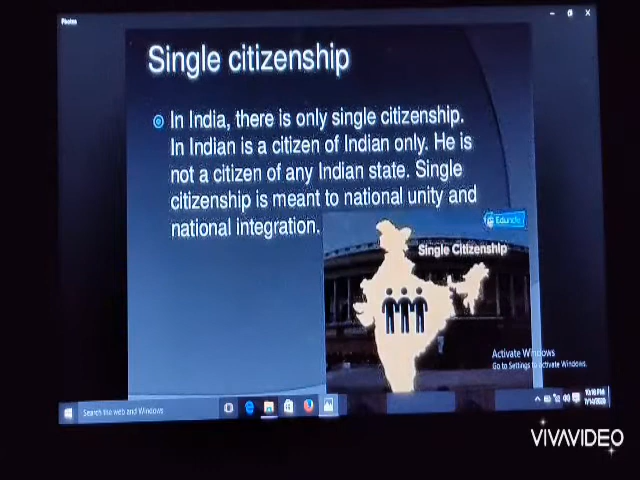 Photos
Single citizenship
In India, there is only single citizenship.
In Indian is a citizen of Indian only. He is
not a citizen of any Indian state. Single
citizenship is meant to national unity and
national integration.
Single Citizenship
Activate Windows
Go to Settings to activate Windows.
Search the web and Windows
VIVAVIDEO